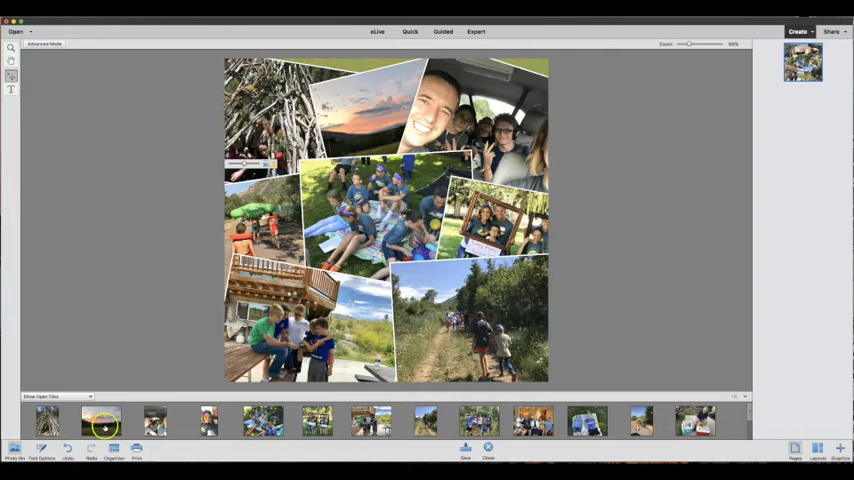 Open
eLive
Quick
Guided
Expert
Create
Share
Advanced Mode
Zoom:
Show Open Files
Photo Bin
Tool Options
Undo
Redo
Organizer
Print
Save
Close
Pages
Layouts
Graphics